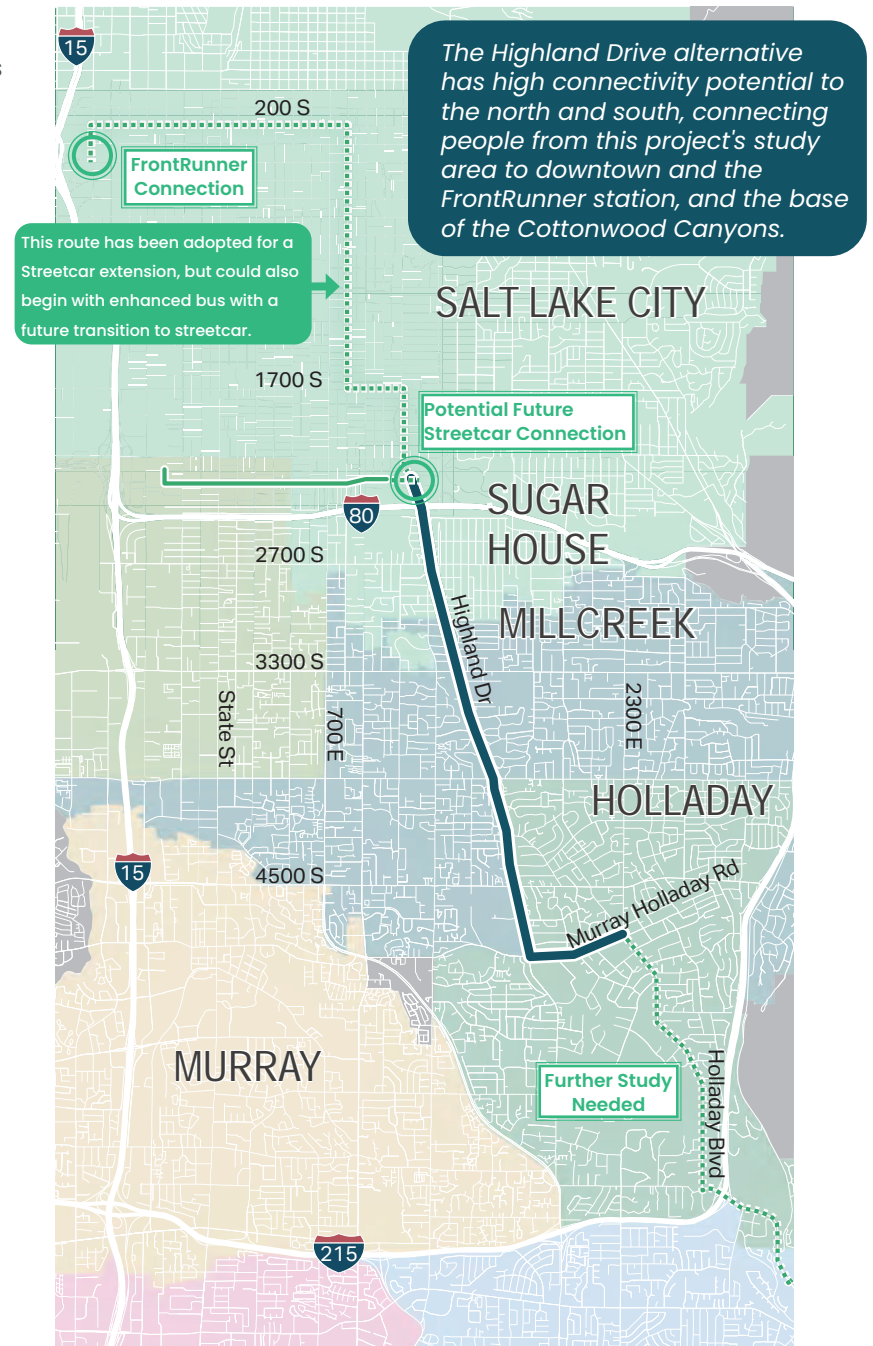 s
15
The Highland Drive alternative
has high connectivity potential to
the north and south, connecting
people from this project's study
area to downtown and the
FrontRunner station, and the base
of the Cottonwood Canyons.
200 S
FrontRunner
Connection
This route has been adopted for a
Streetcar extension, but could also
begin with enhanced bus with a
future transition to streetcar.
SALT LAKE CITY
1700 S
Potential Future
Streetcar Connection
80
SUGAR
HOUSE
2700 S
Highland Dr
MILLCREEK
3300 S
State St
700 E
2300 E
HOLLADAY
15
4500 S
Murray Holladay Rd
MURRAY
Further Study
Needed
Holladay Blvd
215